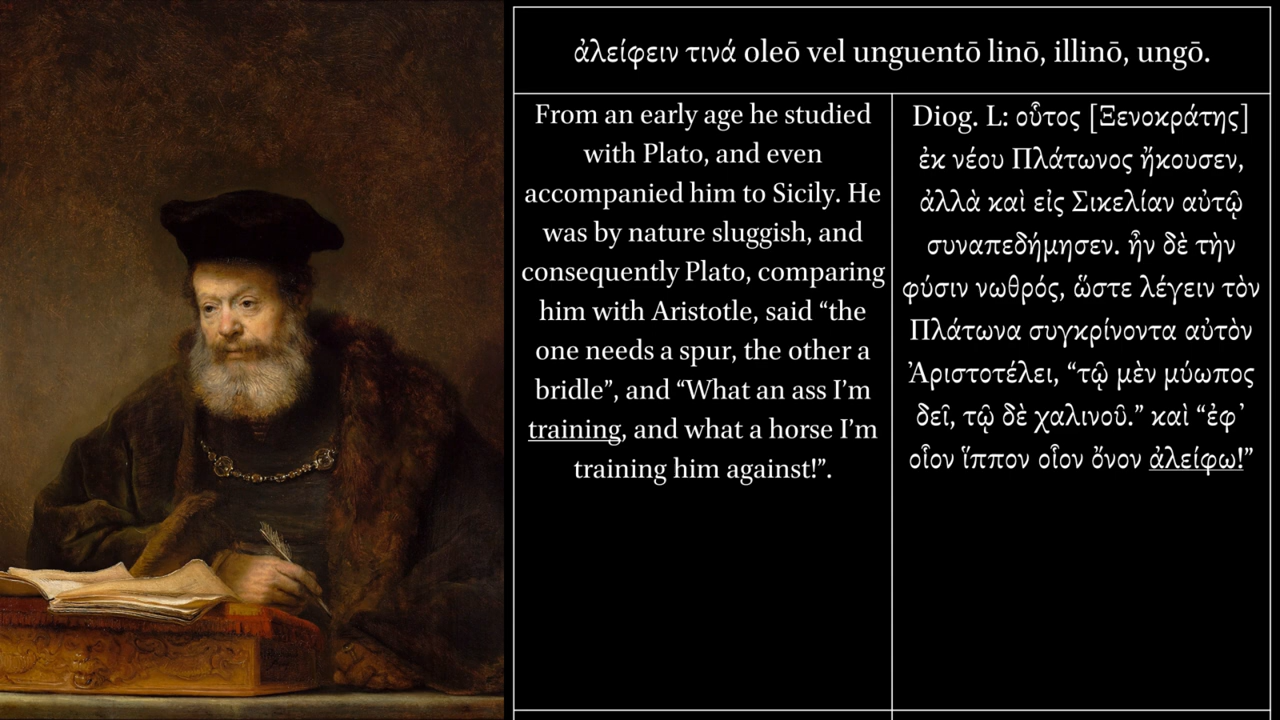 ἀλείφειν τινά oleō vel unguentō linō, illinō, ungō.
From an early age he studied
with Plato, and even
accompanied him to Sicily. He
was by nature sluggish, and
consequently Plato, comparing
him with Aristotle, said “the
one needs a spur, the other a
bridle”, and “What an ass I’m
training, and what a horse I’m
training him against!”.
Diog. L: οὗτος [Ξενοκράτης]
ἐκ νέου Πλάτωνος ἤκουσεν,
ἀλλὰ καὶ εἰς Σικελίαν αὐτῷ
συναπεδήμησεν. ἦν δὲ τὴν
φύσιν νωθρός, ὥστε λέγειν τὸν
Πλάτωνα συγκρίνοντα αὐτὸν
Ἀριστοτέλει, “τῷ μὲν μύωπος
δεῖ, τῷ δὲ χαλινοῦ.” καὶ “ἐφ᾽
οἷον ἵππον οἷον ὄνον ἀλείφω!”